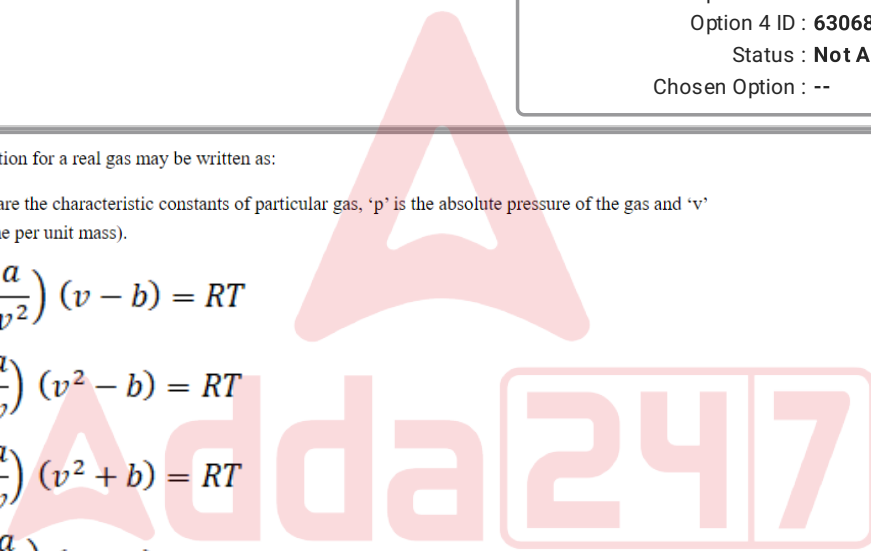 Option 4 ID : 63068
Status : Not A
Chosen Option : --
tion for a real gas may be written as:
are the characteristic constants of particular gas, ‘p’ is the absolute pressure of the gas and ‘v’
e per unit mass).
a/v²) (v − b) = RT
) (v² − b) = RT
) (v² + b) = RT
a
Adda247